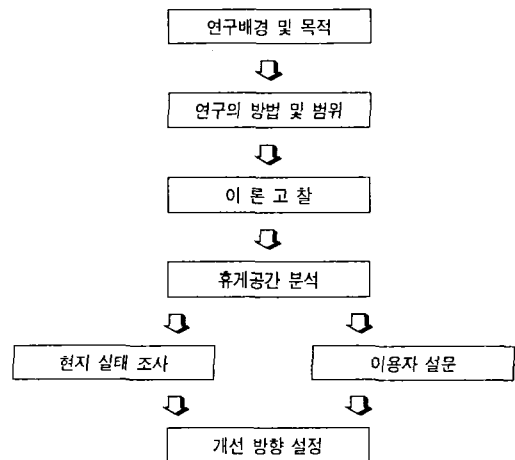 연구배경 및 목적
연구의 방법 및 범위
이 론 고 찰
휴게공간 분석
현지 실태 조사
이용자 설문
개선 방향 설정